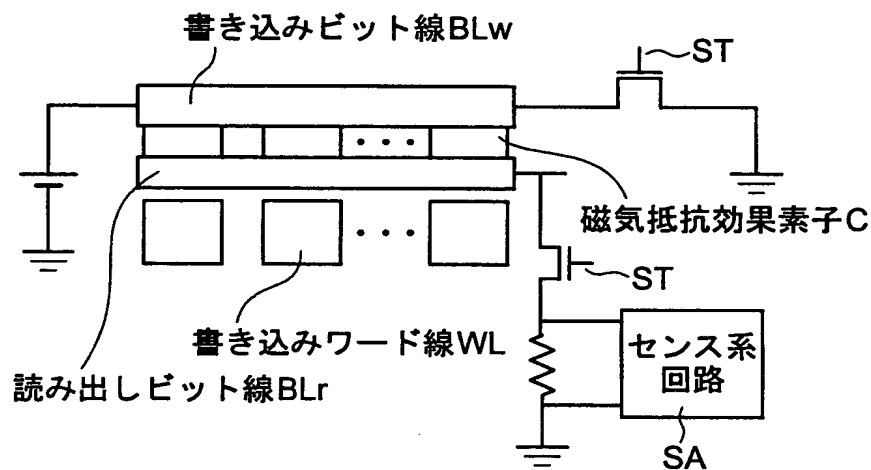 書き込みビット線BLw
ST
磁気抵抗効果素子C
ST
書き込みワード線WL
センス系
回路
読み出しビット線BLr
SA